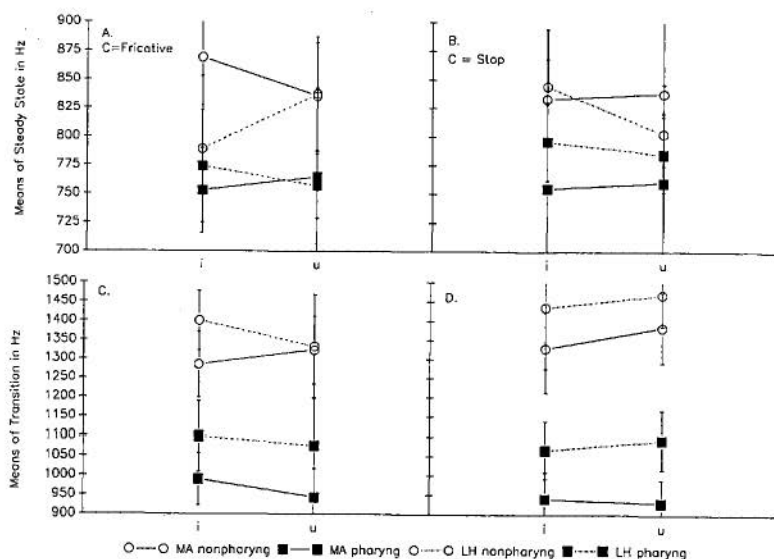 Means of Steady State in Hz
900
875
850
825
800
775
750
725
700
A.
C=Fricative
i
u
B.
C = Stop
i
u
Means of Transition in Hz
1500
1450
1400
1350
1300
1250
1200
1150
1100
1050
1000
950
900
C.
i
u
D.
i
u
MA nonpharyng MA pharyng LH nonpharyng LH pharyng